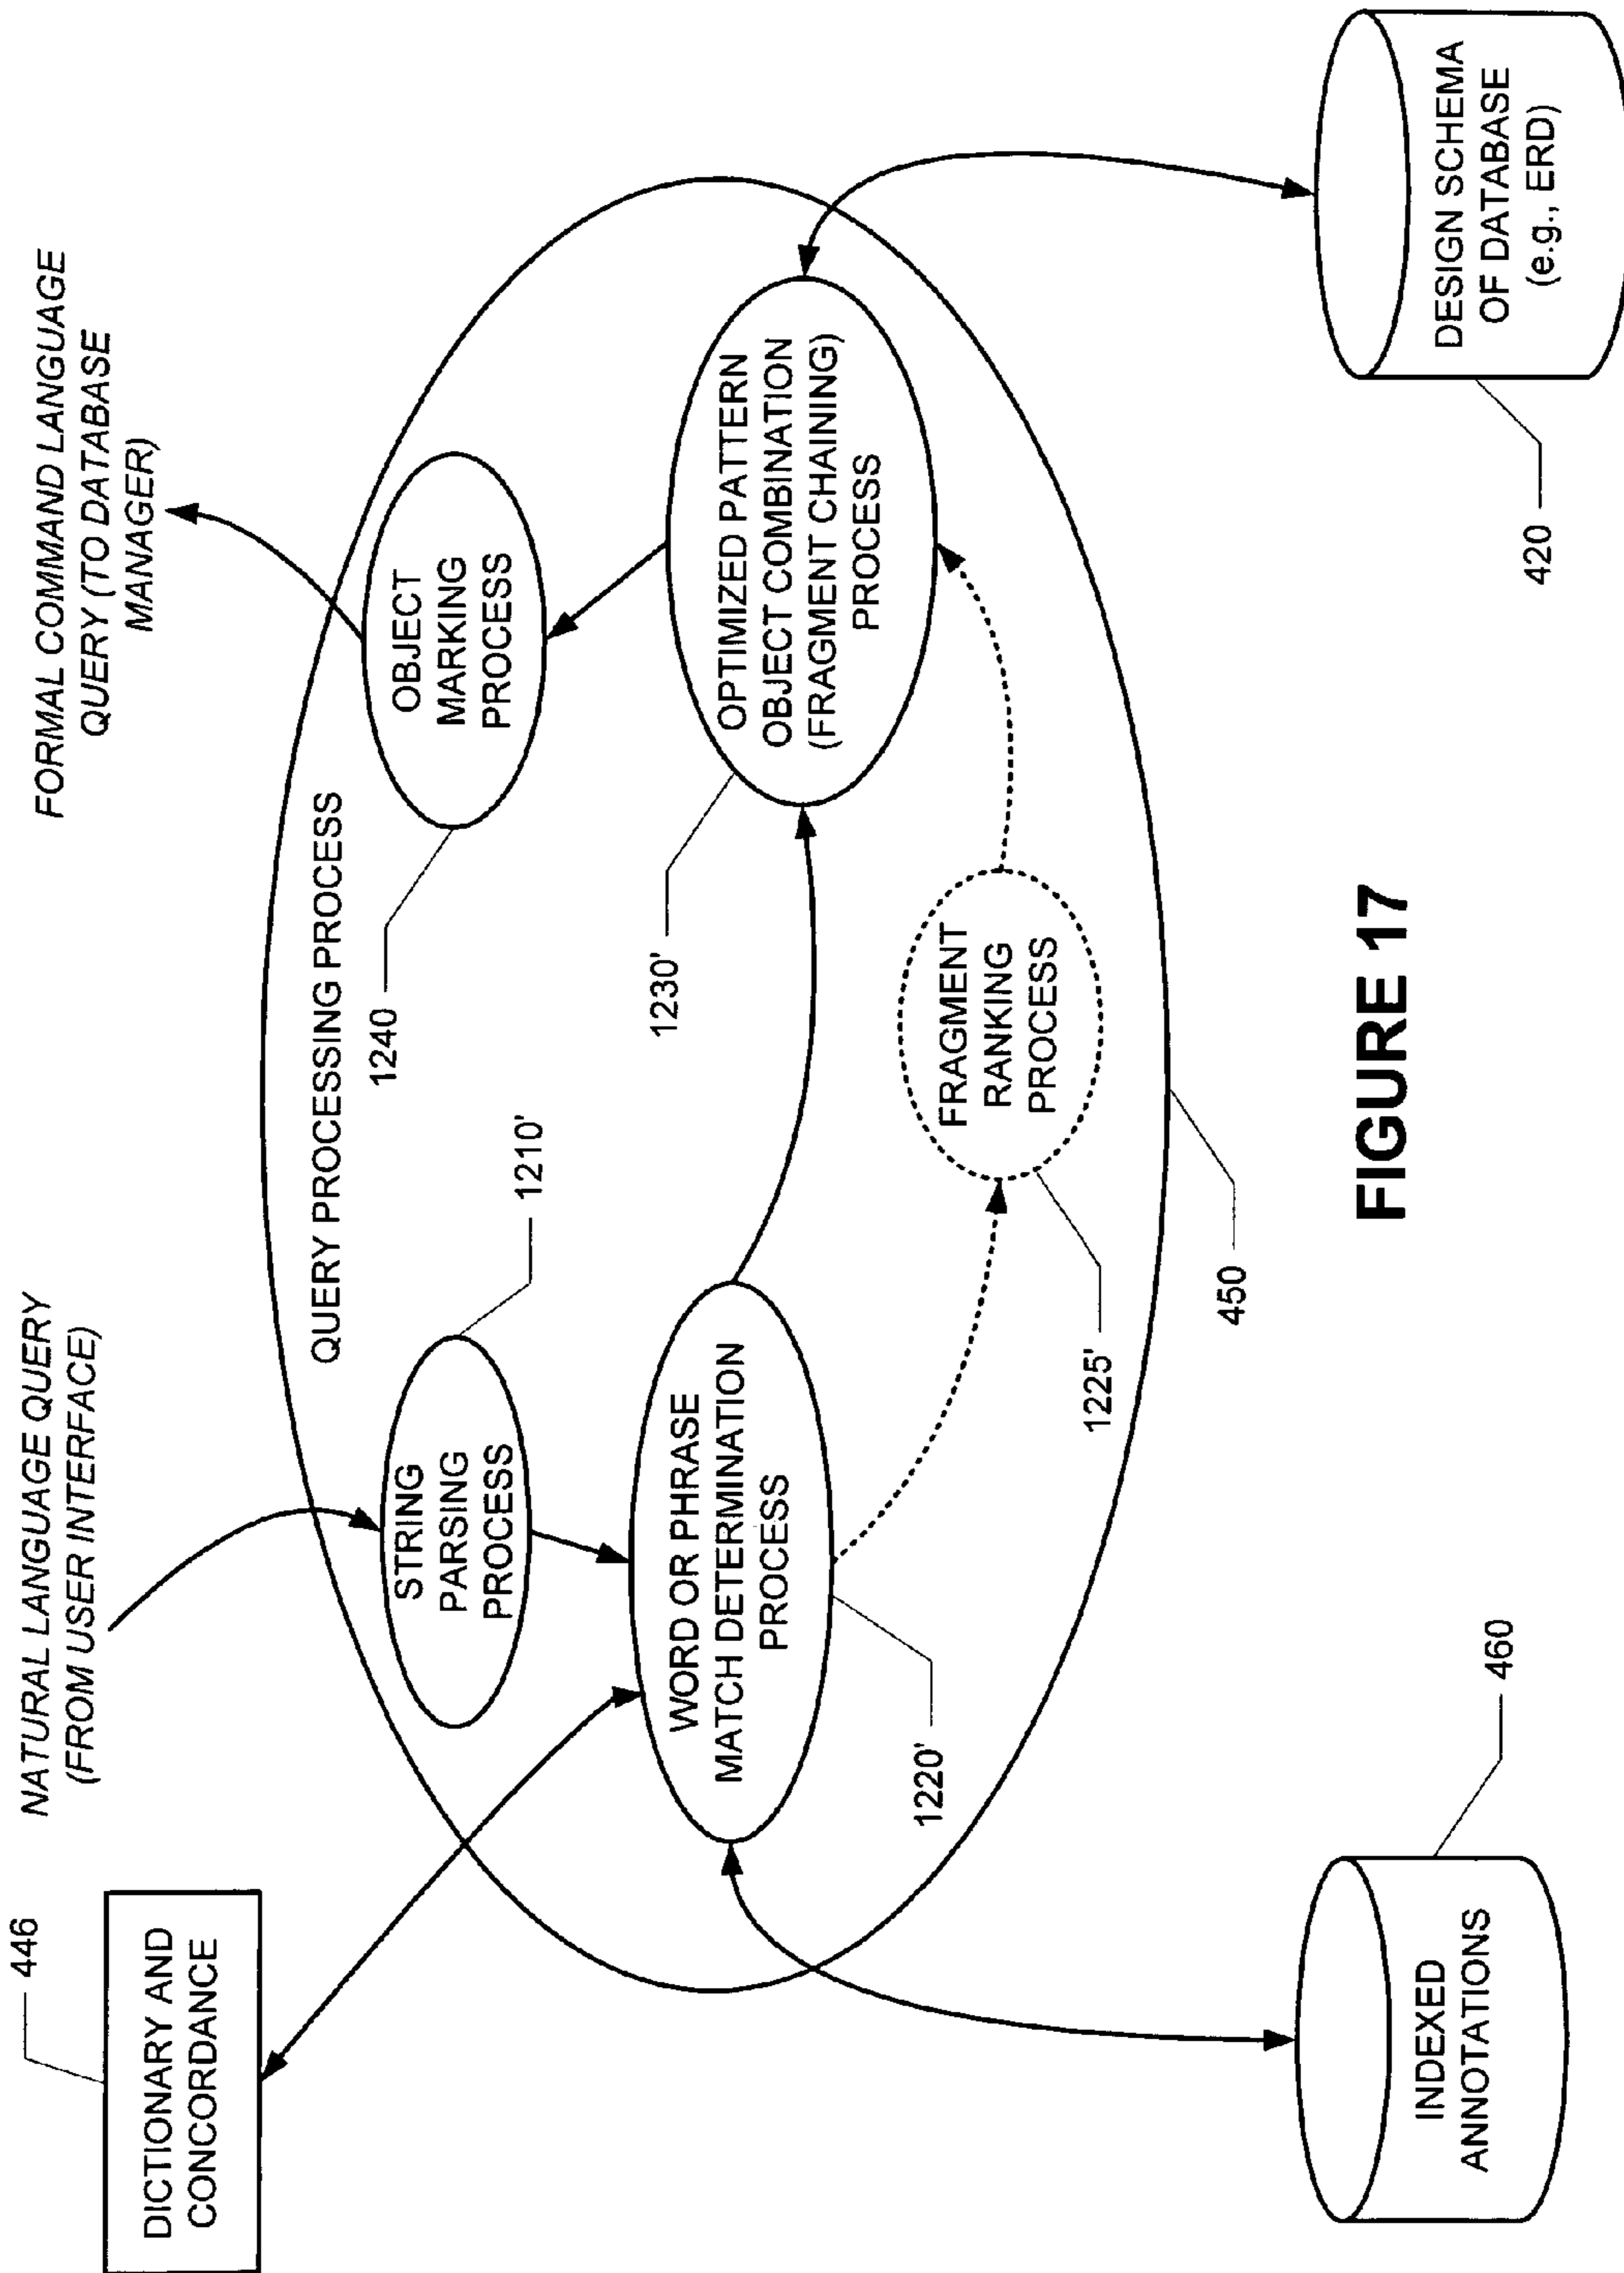 NATURAL LANGUAGE QUERY
(FROM USER INTERFACE)
FORMAL COMMAND LANGUAGE
QUERY (TO DATABASE
MANAGER)
446
DICTIONARY AND
CONCORDANCE
QUERY PROCESSING PROCESS
STRING
PARSING
PROCESS
1210'
1240
OBJECT
MARKING
PROCESS
WORD OR PHRASE
MATCH DETERMINATION
PROCESS
1220'
1230'
OPTIMIZED PATTERN
OBJECT COMBINATION
(FRAGMENT CHAINING)
PROCESS
FRAGMENT
RANKING
PROCESS
1225'
450
460
INDEXED
ANNOTATIONS
420
DESIGN SCHEMA
OF DATABASE
(e.g., ERD)
FIGURE 17